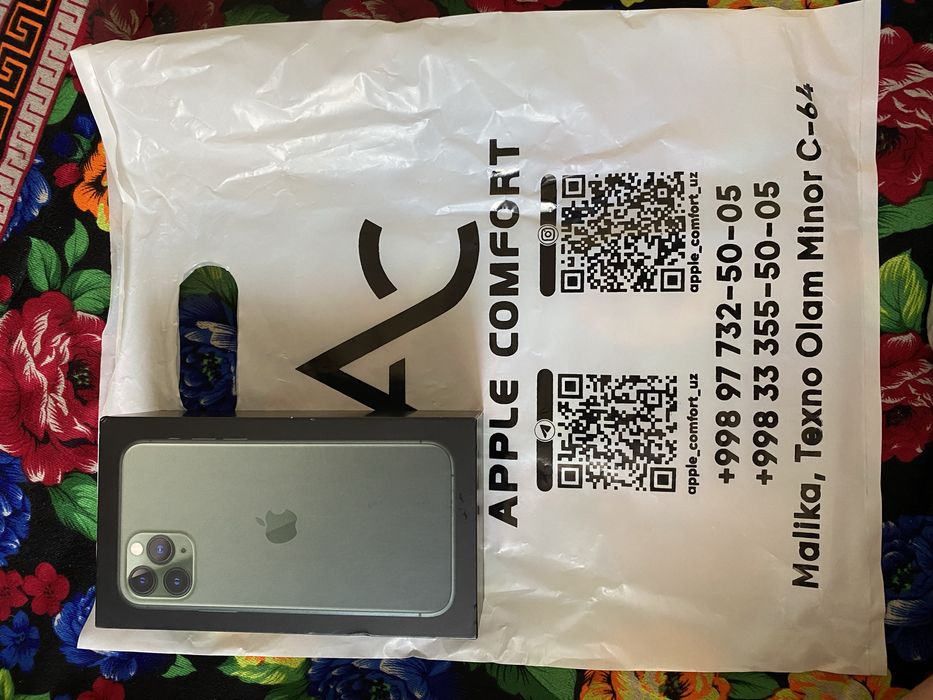 AC
APPLE COMFORT
apple_comfort_uz
apple_comfort_uz
+998 97 732-50-05
+998 33 355-50-05
Malika, Texno Olam Minor C-64